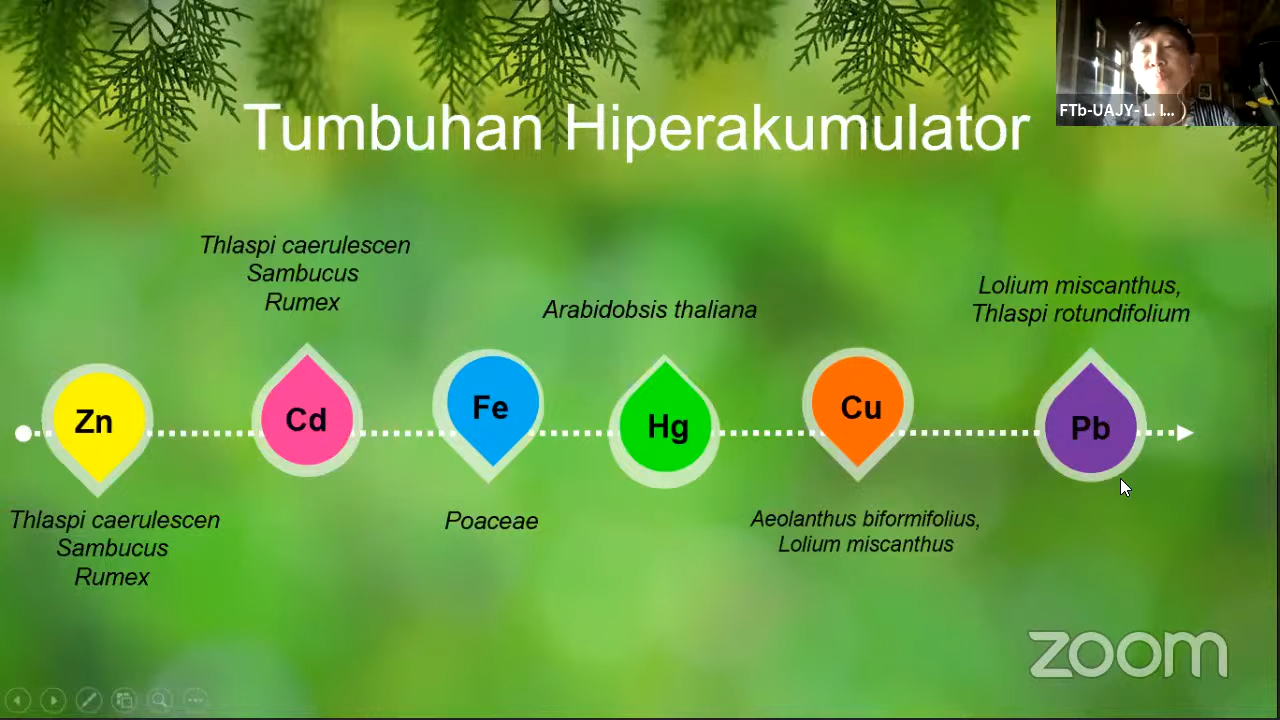 FTb-UAJY- L. I...
Tumbuhan Hiperakumulator
Thlaspi caerulescen
Sambucus
Rumex
Arabidobsis thaliana
Lolium miscanthus,
Thlaspi rotundifolium
Zn
Cd
Fe
Hg
Cu
Pb
Thlaspi caerulescen
Sambucus
Rumex
Poaceae
Aeolanthus biformifolius,
Lolium miscanthus
zoom